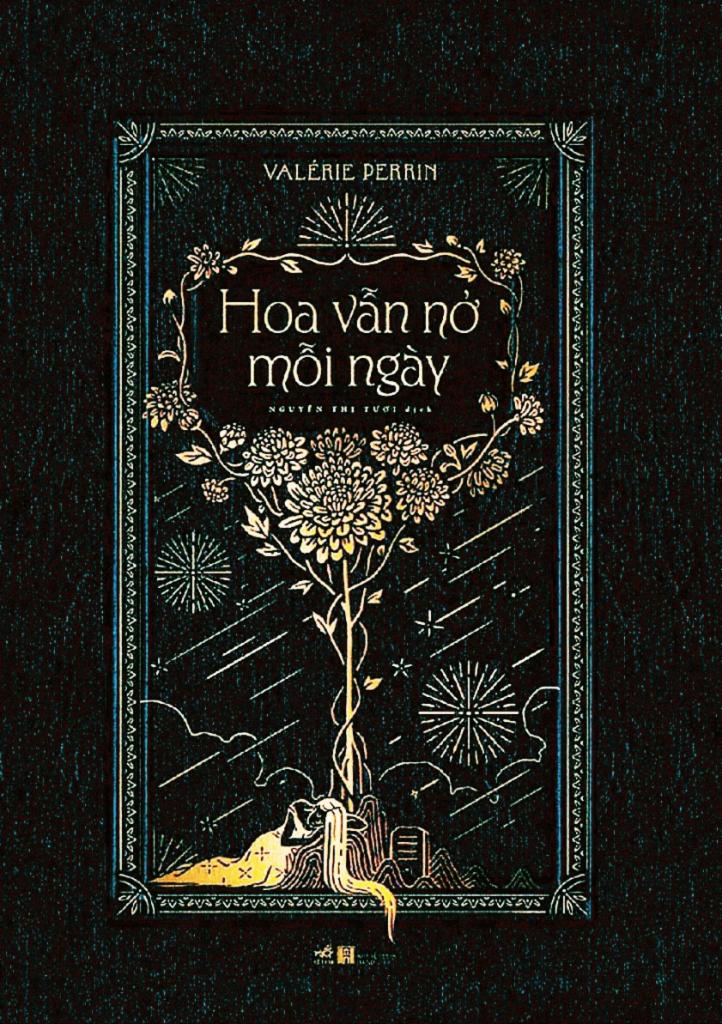 VALÉRIE PERRIN
Hoa vẫn nở
mỗi ngày
NGUYỄN THỊ TƯƠI dịch